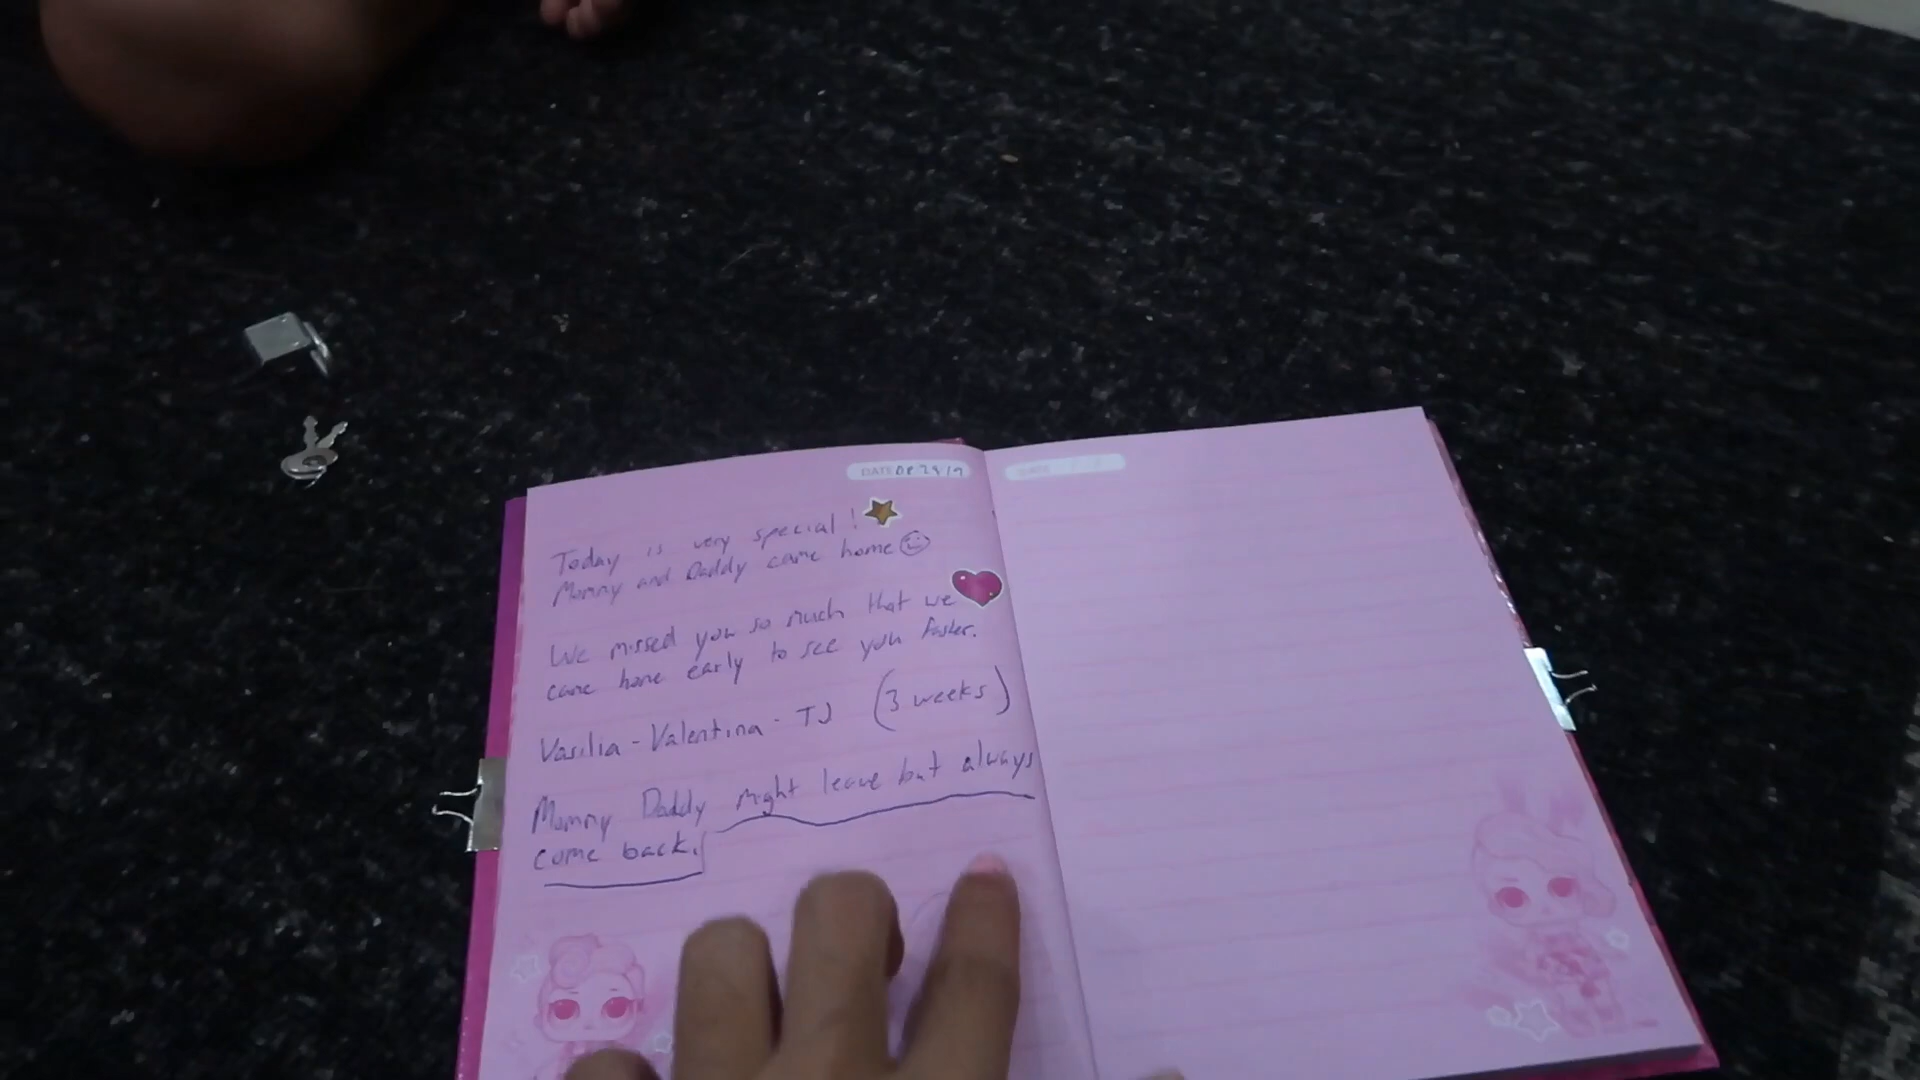 DATE 08 29 19
Today is very special!
Mommy and Daddy came home
We missed you so much that we
came home early to see you faster.
Vasilia - Valentina - TJ (3 weeks)
Mommy Daddy might leave but always
come back.